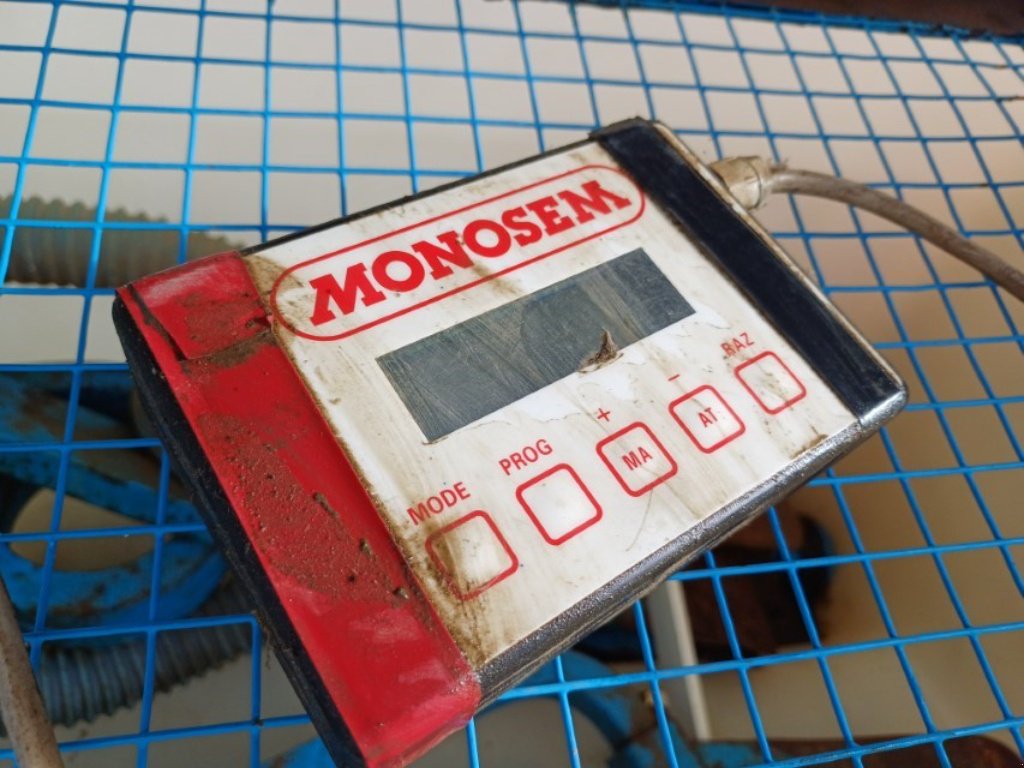 MONOSEM
MODE PROG + - RAZ
MA AT